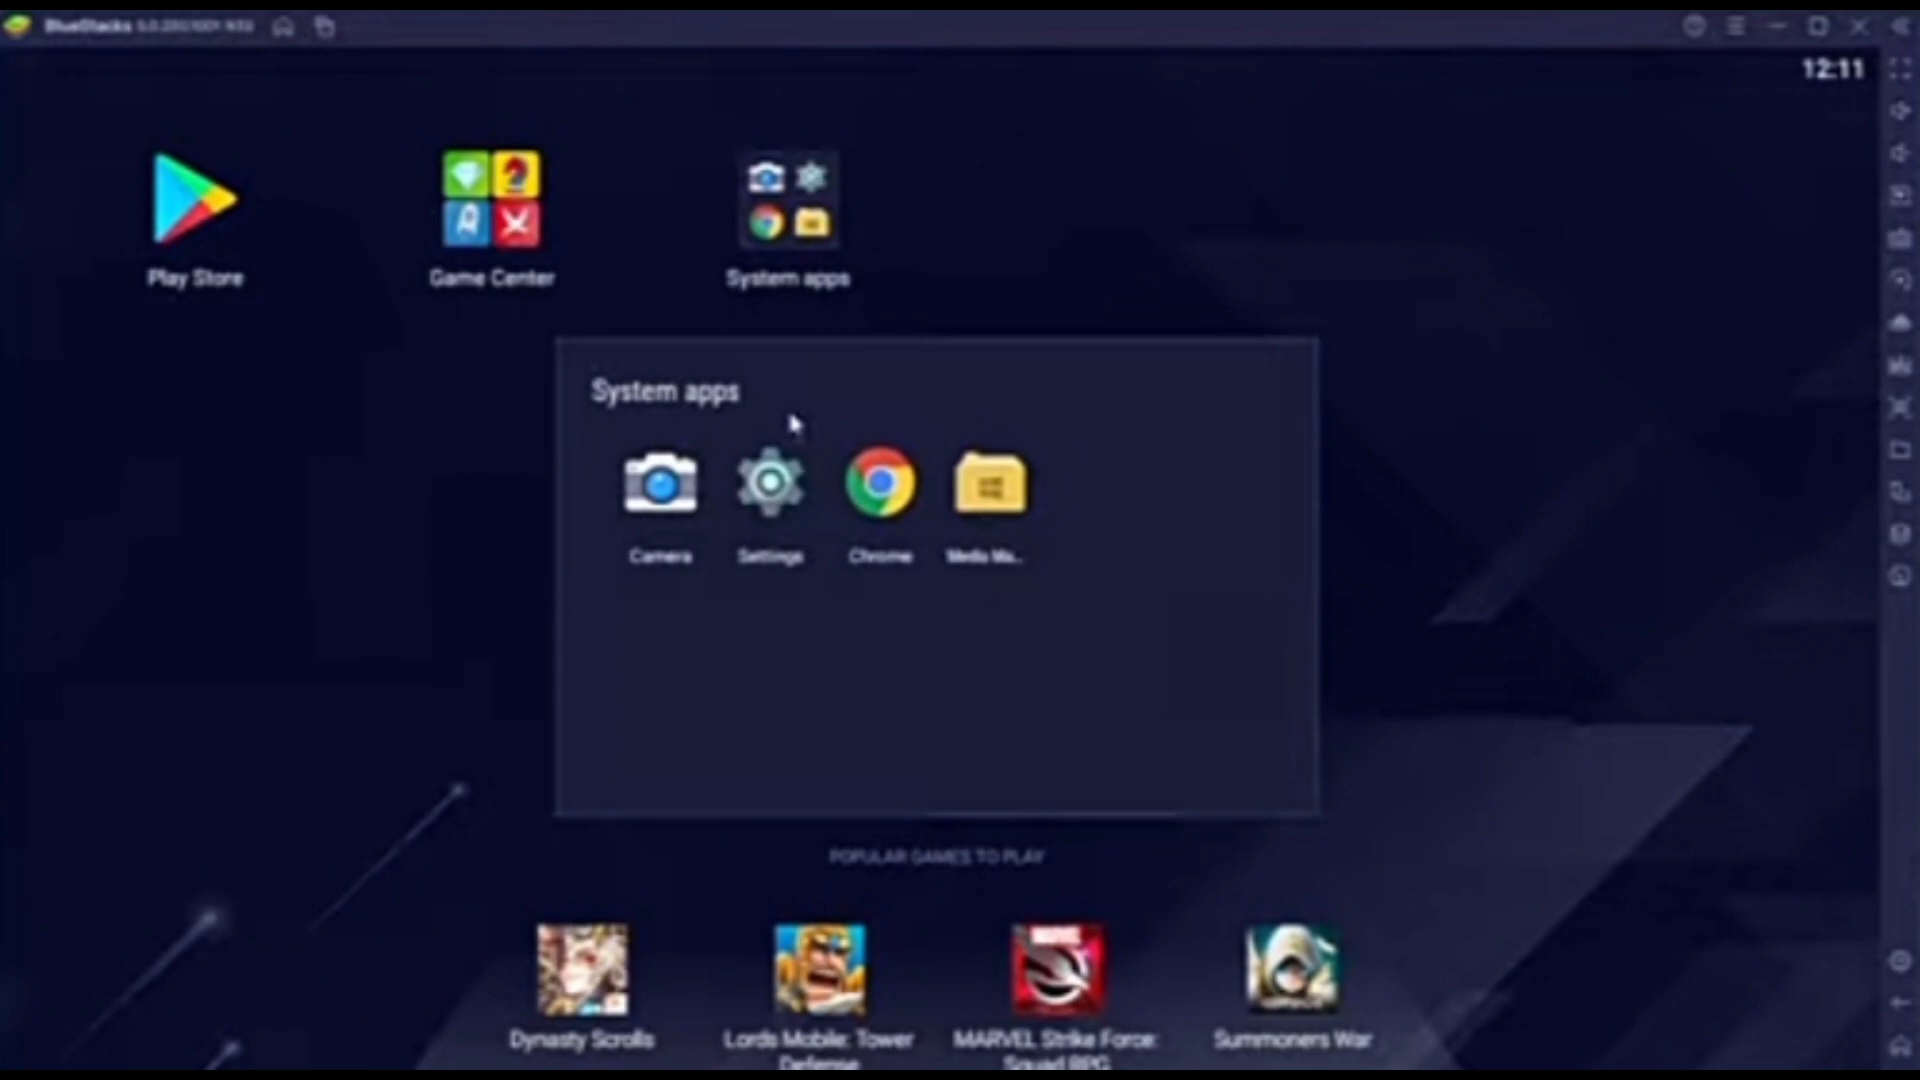 BlueStacks
12:11
Play Store
Game Center
System apps
System apps
Camera
Settings
Chrome
Media Ma...
POPULAR GAMES TO PLAY
Dynasty Scrolls
Lords Mobile: Tower Defense
MARVEL Strike Force: Squad RPG
Summoners War
MARVEL